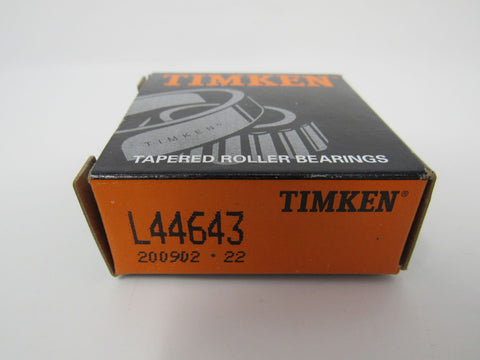 TIMKEN
TIMKEN®
TAPERED ROLLER BEARINGS
TIMKEN®
L44643
200902 • 22